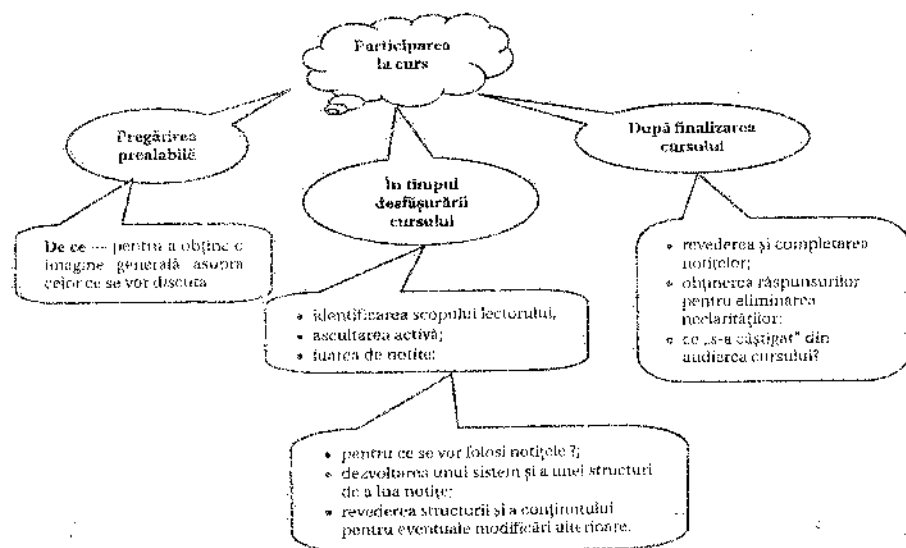 Participarea
la curs
Pregătirea
prealabilă
De ce --- pentru a obține o
imagine generală asupra
celor ce se vor discuta
În timpul
desfășurării
cursului
• identificarea scopului lectorului,
• ascultarea activă;
• luarea de notițe:
• pentru ce se vor folosi notițele ?;
• dezvoltarea unui sistem și a unei structuri
de a lua notițe;
• revederea structurii și a conținutului
pentru eventuale modificări ulterioare.
După finalizarea
cursului
• revederea și completarea
notițelor;
• obținerea răspunsurilor
pentru eliminarea
neclarităților;
• ce „s-a câștigat” din
audierea cursului?